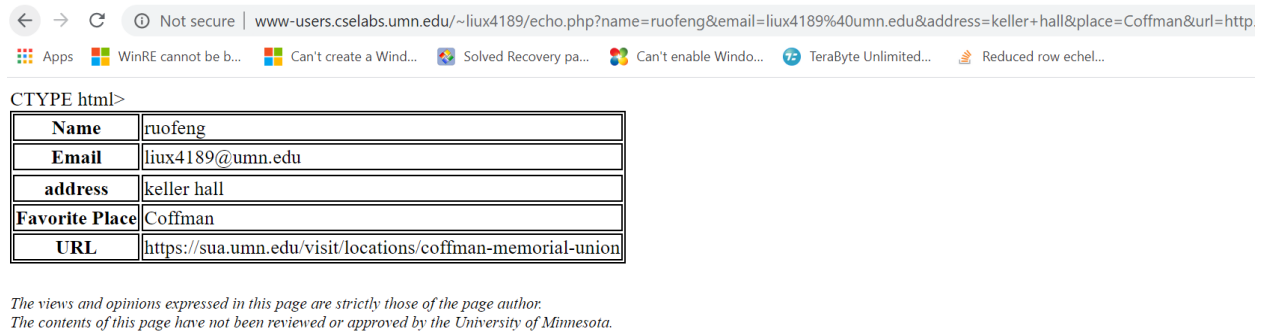 Not secure | www-users.cselabs.umn.edu/~liux4189/echo.php?name=ruofeng&email=liux4189%40umn.edu&address=keller+hall&place=Coffman&url=http.
Apps WinRE cannot be b... Can't create a Wind... Solved Recovery pa... Can't enable Windo... TeraByte Unlimited... Reduced row echel...
CTYPE html>
Name ruofeng
Email liux4189@umn.edu
address keller hall
Favorite Place Coffman
URL https://sua.umn.edu/visit/locations/coffman-memorial-union
The views and opinions expressed in this page are strictly those of the page author.
The contents of this page have not been reviewed or approved by the University of Minnesota.